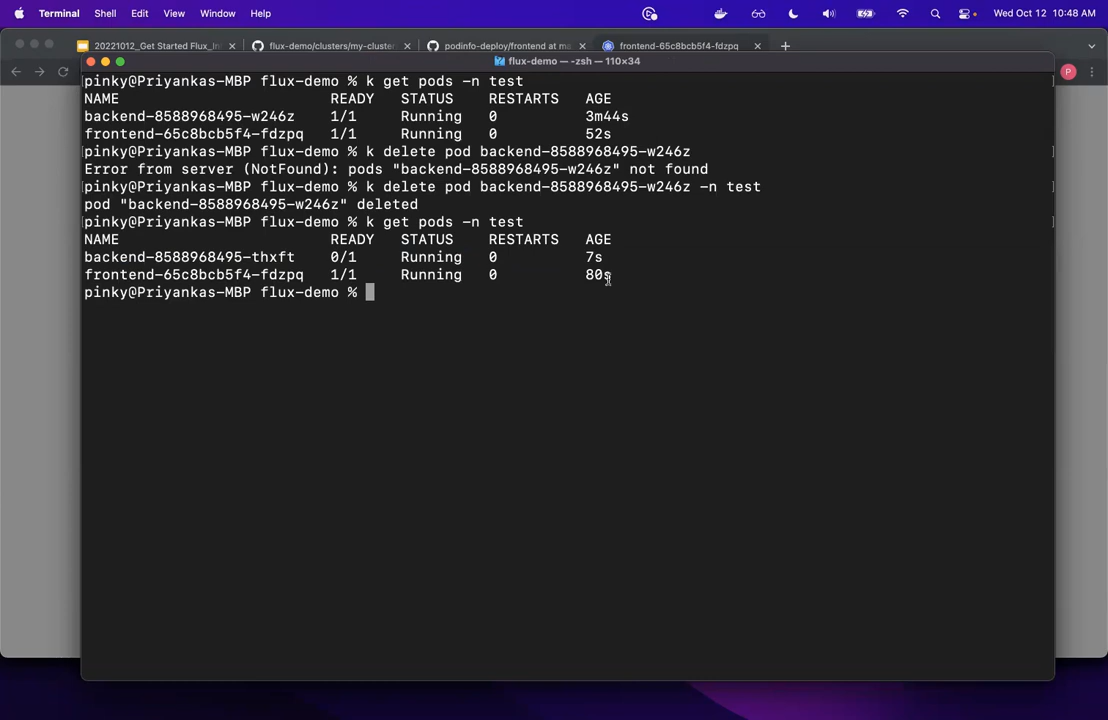 Terminal Shell Edit View Window Help Wed Oct 12 10:48 AM
20221012_Get Started Flux_In flux-demo/clusters/my-cluste podinfo-deploy/frontend at ma frontend-65c8bcb5f4-fdzpq
P
flux-demo — -zsh — 110×34
pinky@Priyankas-MBP flux-demo % k get pods -n test
NAME READY STATUS RESTARTS AGE
backend-8588968495-w246z 1/1 Running 0 3m44s
frontend-65c8bcb5f4-fdzpq 1/1 Running 0 52s
pinky@Priyankas-MBP flux-demo % k delete pod backend-8588968495-w246z
Error from server (NotFound): pods "backend-8588968495-w246z" not found
pinky@Priyankas-MBP flux-demo % k delete pod backend-8588968495-w246z -n test
pod "backend-8588968495-w246z" deleted
pinky@Priyankas-MBP flux-demo % k get pods -n test
NAME READY STATUS RESTARTS AGE
backend-8588968495-thxft 0/1 Running 0 7s
frontend-65c8bcb5f4-fdzpq 1/1 Running 0 80s
pinky@Priyankas-MBP flux-demo %